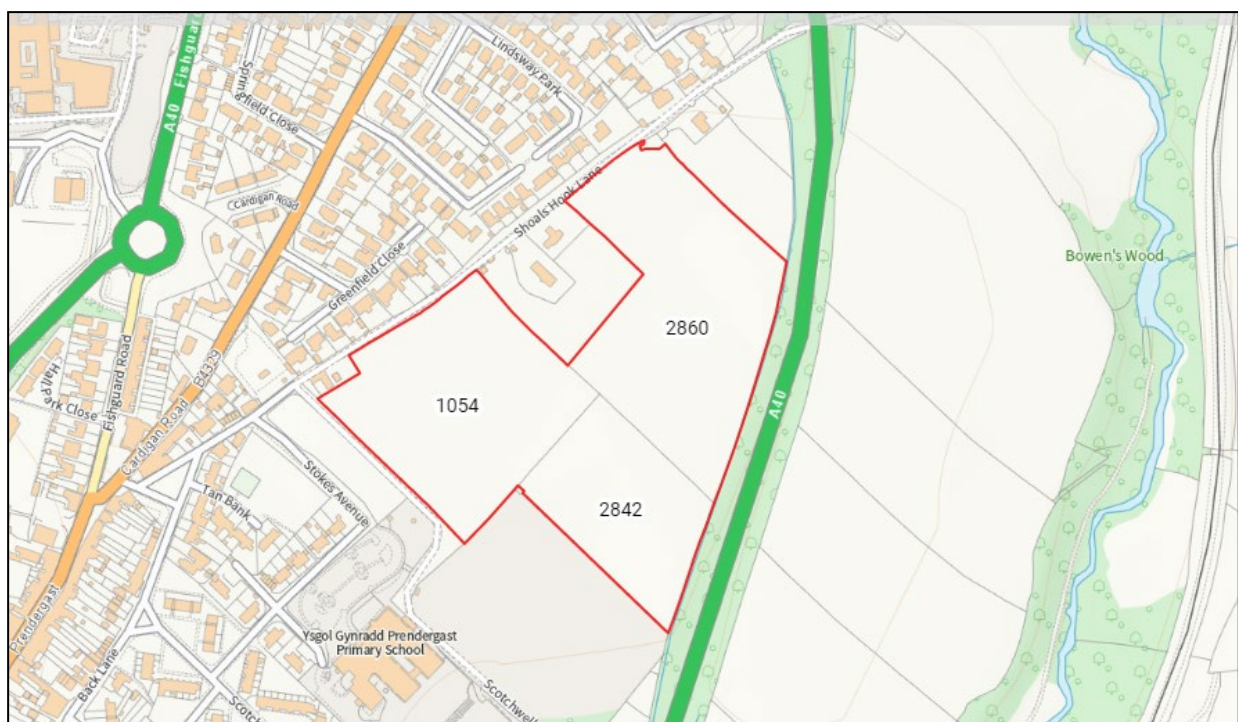 A40 Fishguard
Springfield Close
Lindsway Park
Cardigan Road
Greenfield Close
Shoals Hook Lane
Bowen's Wood
2860
1054
2842
A40
Hall Park Close
Fishguard Road
Cardigan Road B4329
Stokes Avenue
Tan Bank
Prendergast
Back Lane
Ysgol Gynradd Prendergast
Primary School
Scotchwell